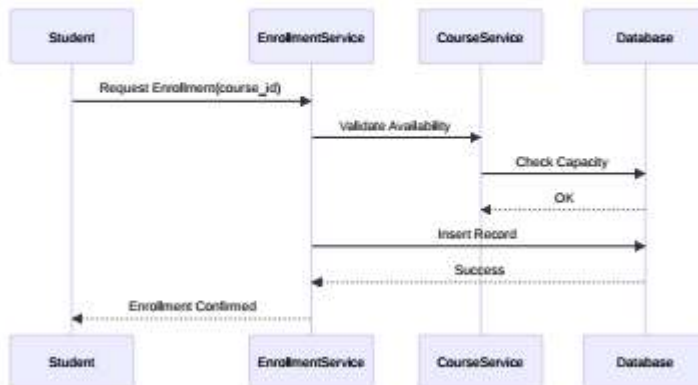 Student EnrollmentService CourseService Database
Request Enrollment(course_id)
Validate Availability
Check Capacity
OK
Insert Record
Success
Enrollment Confirmed
Student EnrollmentService CourseService Database